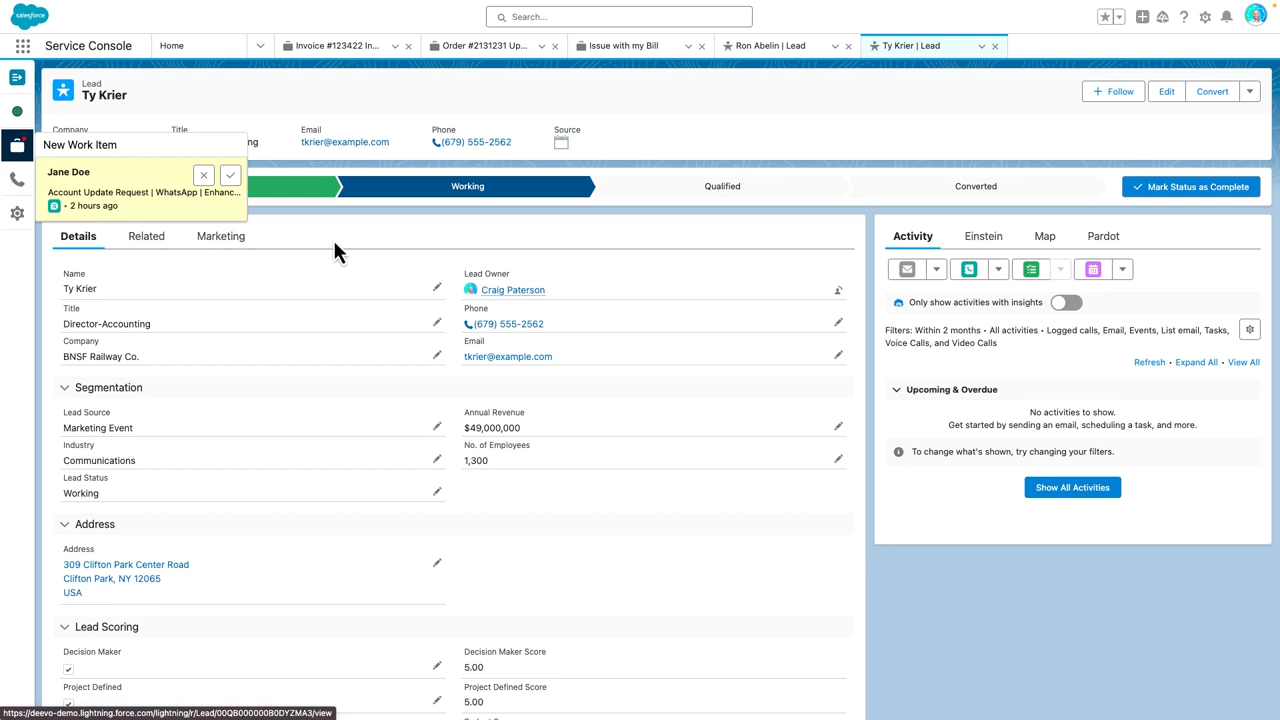 salesforce
Search...
Service Console
Home
Invoice #123422 In...
Order #2131231 Up...
Issue with my Bill
Ron Abelin | Lead
Ty Krier | Lead
Lead
Ty Krier
Follow
Edit
Convert
Company
Title
Email
Phone
Source
ng
tkrier@example.com
(679) 555-2562
New Work Item
Jane Doe
Account Update Request | WhatsApp | Enhanc...
• 2 hours ago
Working
Qualified
Converted
Mark Status as Complete
Details
Related
Marketing
Name
Ty Krier
Lead Owner
Craig Paterson
Title
Director-Accounting
Phone
(679) 555-2562
Company
BNSF Railway Co.
Email
tkrier@example.com
Segmentation
Lead Source
Marketing Event
Annual Revenue
$49,000,000
Industry
Communications
No. of Employees
1,300
Lead Status
Working
Address
Address
309 Clifton Park Center Road
Clifton Park, NY 12065
USA
Lead Scoring
Decision Maker
Decision Maker Score
5.00
Project Defined
Project Defined Score
5.00
Activity
Einstein
Map
Pardot
Only show activities with insights
Filters: Within 2 months • All activities • Logged calls, Email, Events, List email, Tasks,
Voice Calls, and Video Calls
Refresh • Expand All • View All
Upcoming & Overdue
No activities to show.
Get started by sending an email, scheduling a task, and more.
To change what's shown, try changing your filters.
Show All Activities
https://deevo-demo.lightning.force.com/lightning/r/Lead/00QB000000B0DYZMA3/view